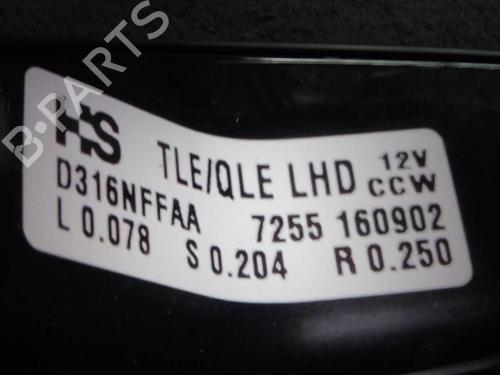 B-PARTS
HS TLE/QLE LHD 12V CCW
D316NFFAA 7255 160902
L 0.078 S 0.204 R 0.250